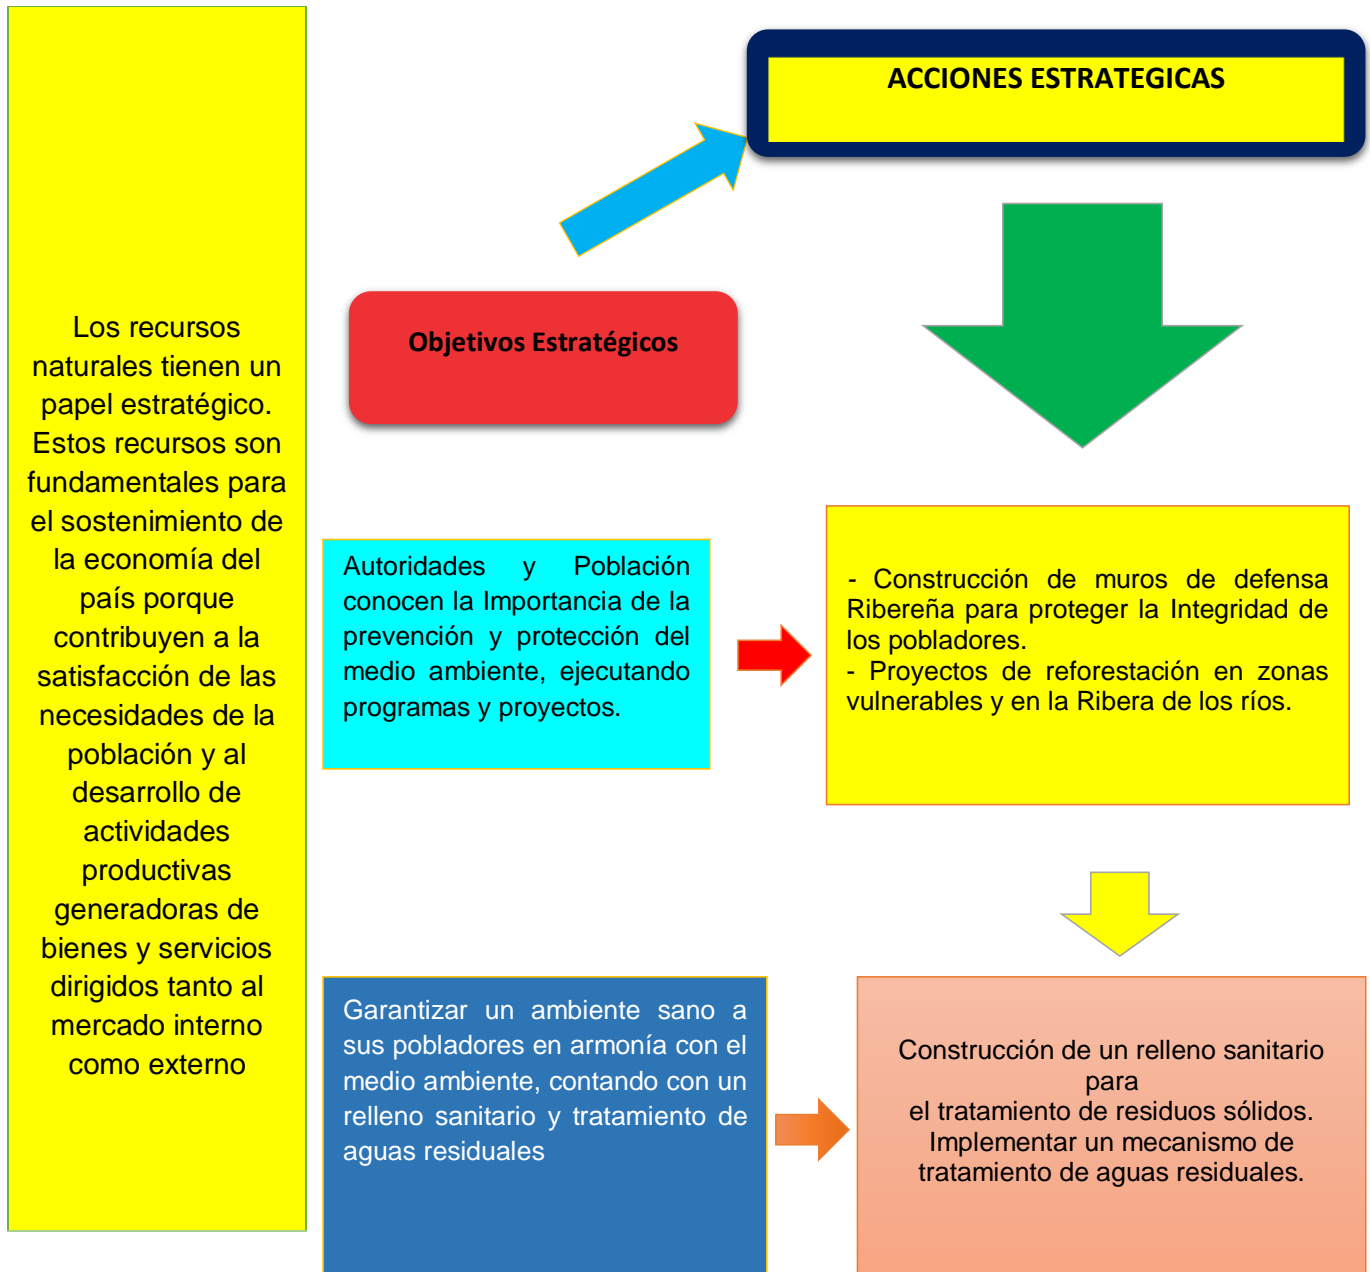 Los recursos
naturales tienen un
papel estratégico.
Estos recursos son
fundamentales para
el sostenimiento de
la economía del
país porque
contribuyen a la
satisfacción de las
necesidades de la
población y al
desarrollo de
actividades
productivas
generadoras de
bienes y servicios
dirigidos tanto al
mercado interno
como externo
ACCIONES ESTRATEGICAS
Objetivos Estratégicos
Autoridades y Población
conocen la Importancia de la
prevención y protección del
medio ambiente, ejecutando
programas y proyectos.
- Construcción de muros de defensa
Ribereña para proteger la Integridad de
los pobladores.
- Proyectos de reforestación en zonas
vulnerables y en la Ribera de los ríos.
Garantizar un ambiente sano a
sus pobladores en armonía con el
medio ambiente, contando con un
relleno sanitario y tratamiento de
aguas residuales
Construcción de un relleno sanitario
para
el tratamiento de residuos sólidos.
Implementar un mecanismo de
tratamiento de aguas residuales.